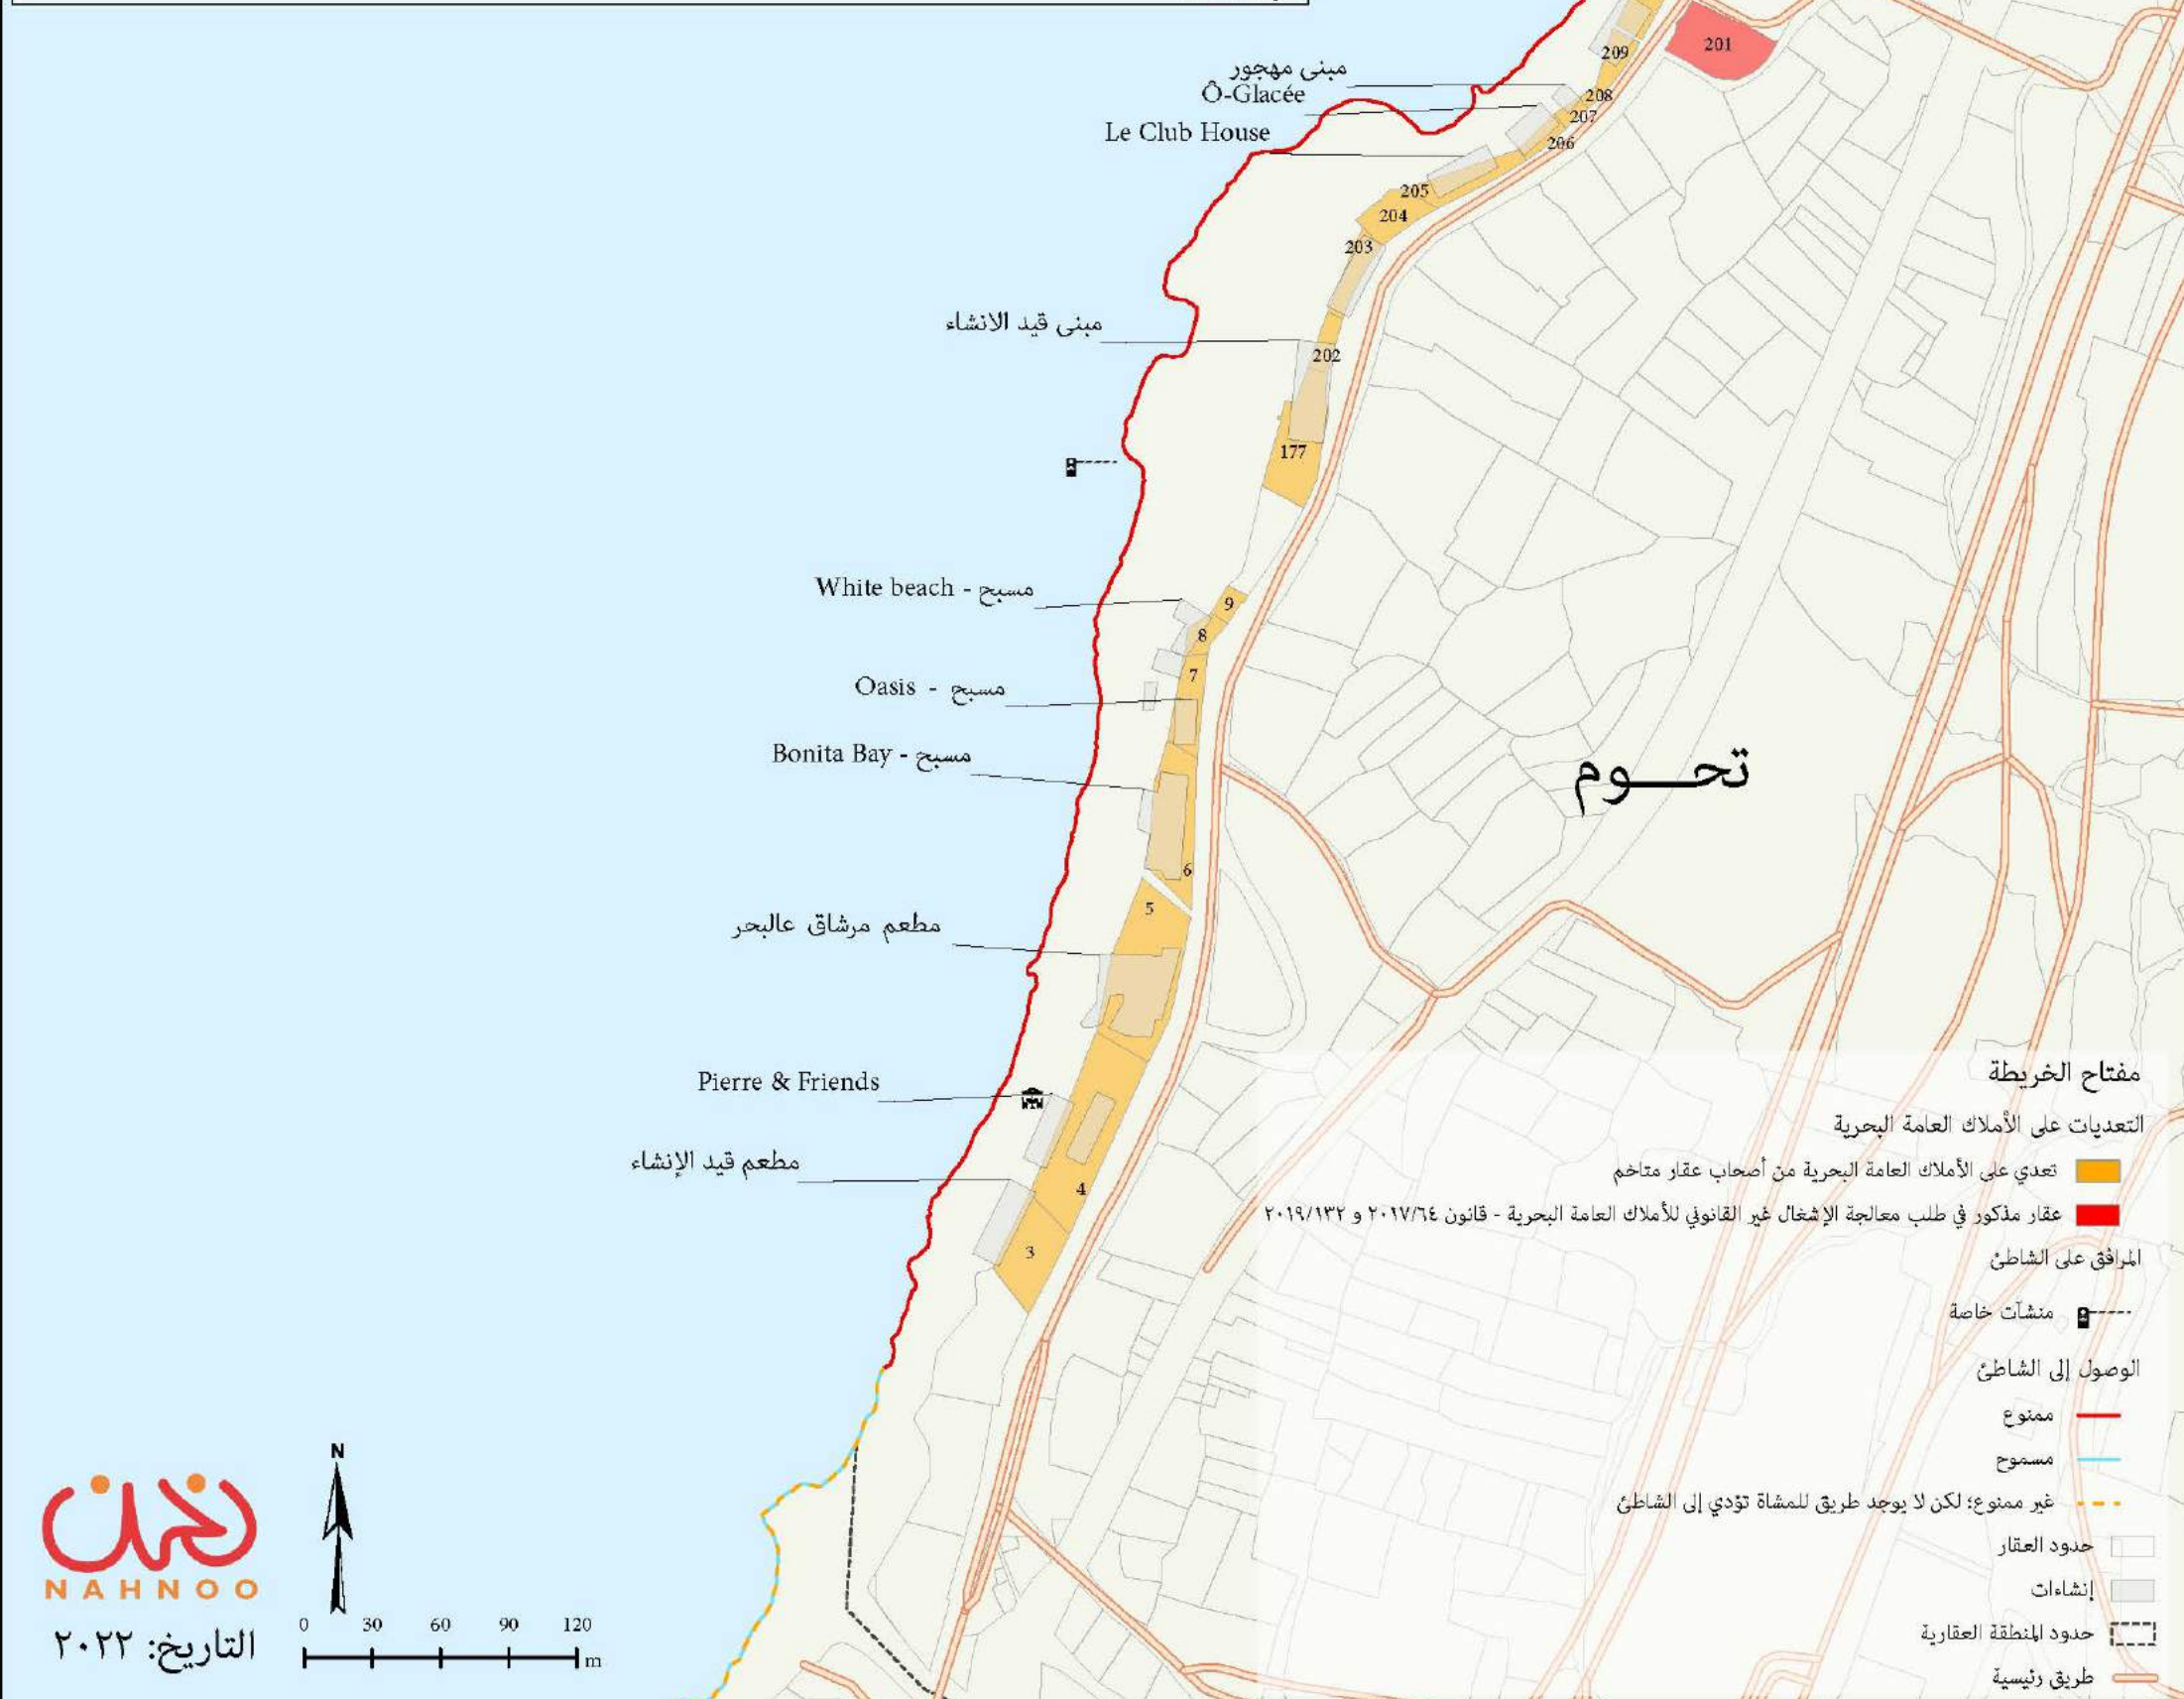 201
209
مبنى مهجور
208
Ô-Glacée
207
Le Club House
206
205
204
203
مبنى قيد الانشاء
202
177
White beach - مسبح
9
8
7
Oasis - مسبح
Bonita Bay - مسبح
تحوم
6
5
مطعم مرشاق عالبحر
Pierre & Friends
مطعم قيد الإنشاء
4
3
مفتاح الخريطة
التعديات على الأملاك العامة البحرية
تعدي على الأملاك العامة البحرية من أصحاب عقار متاخم
عقار مذكور في طلب معالجة الإشغال غير القانوني للأملاك العامة البحرية - قانون ٢٠١٧/٦٤ و ٢٠١٩/١٣٢
المرافق على الشاطئ
منشآت خاصة
الوصول إلى الشاطئ
ممنوع
مسموح
غير ممنوع؛ لكن لا يوجد طريق للمشاة تؤدي إلى الشاطئ
حدود العقار
إنشاءات
حدود المنطقة العقارية
طريق رئيسية
N
نحن
NAHNOO
التاريخ: ٢٠٢٢
0 30 60 90 120
m